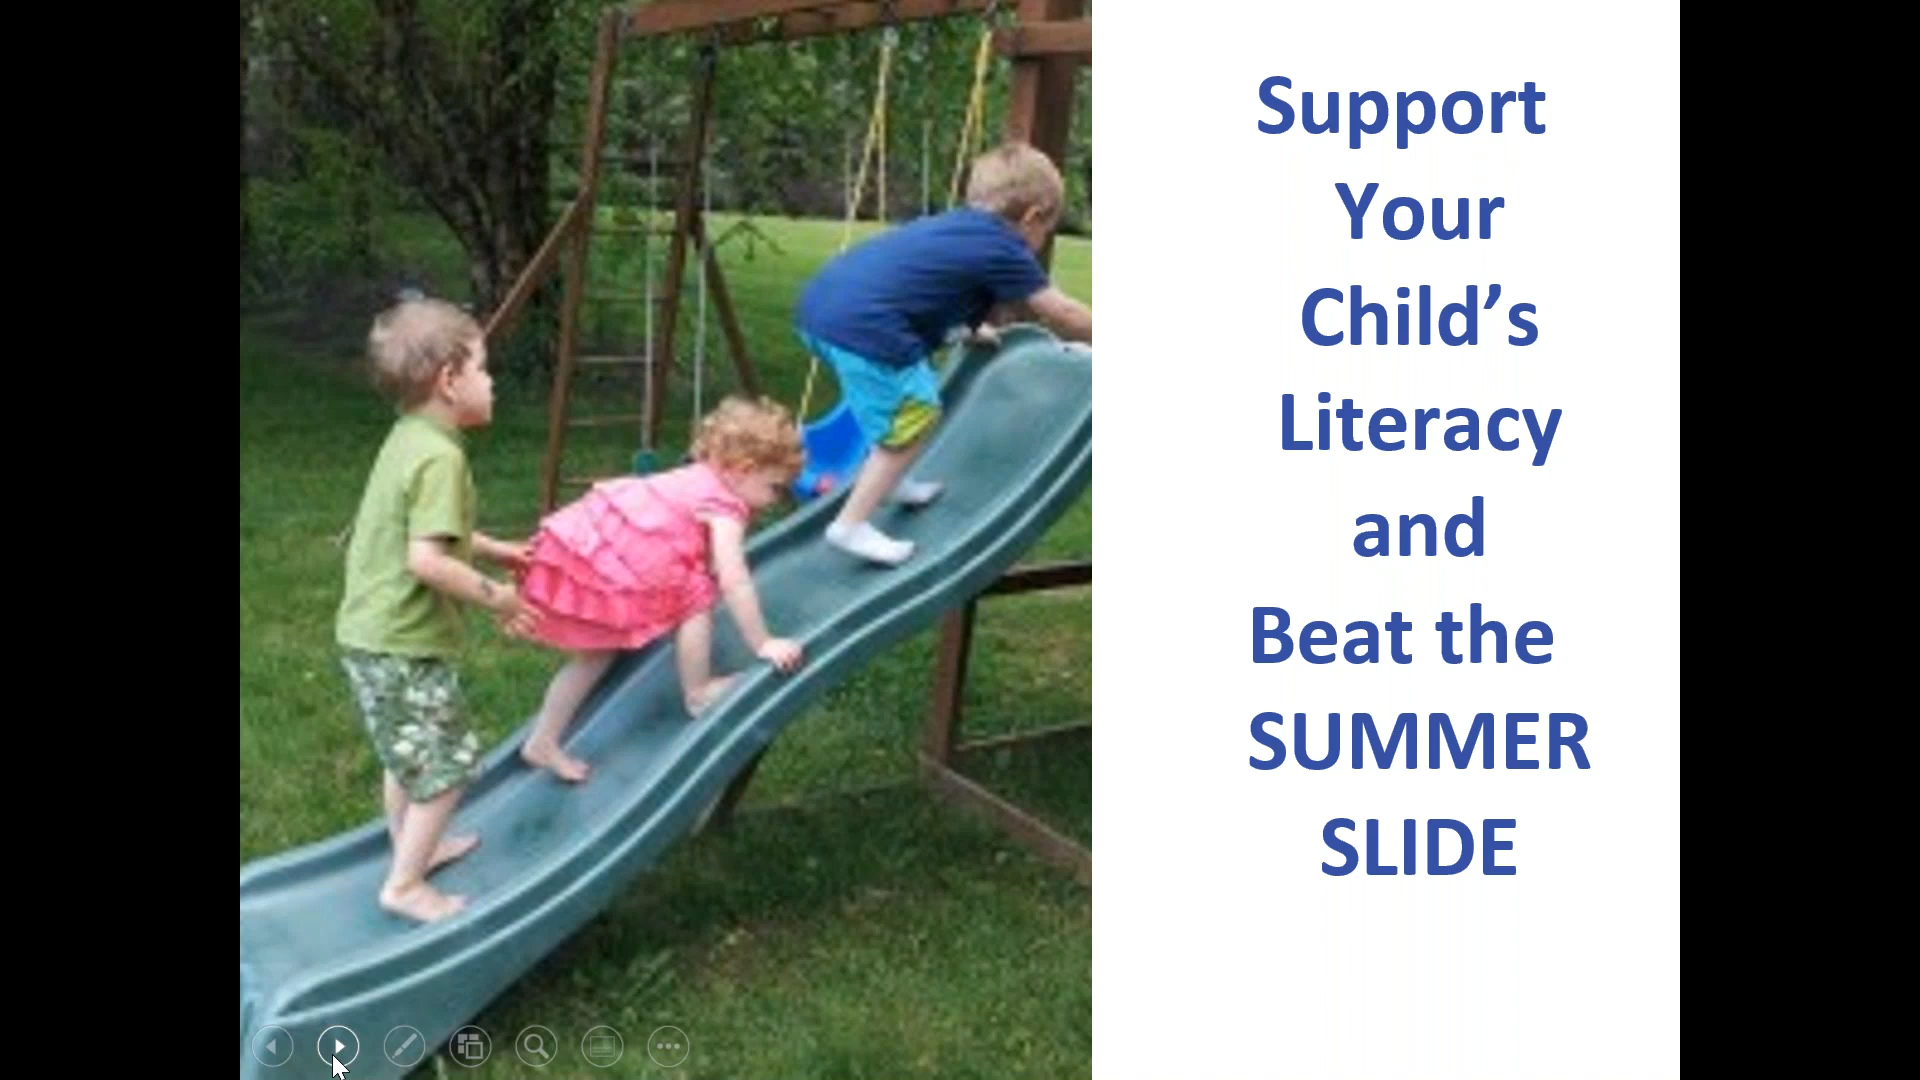 Support
Your
Child’s
Literacy
and
Beat the
SUMMER
SLIDE